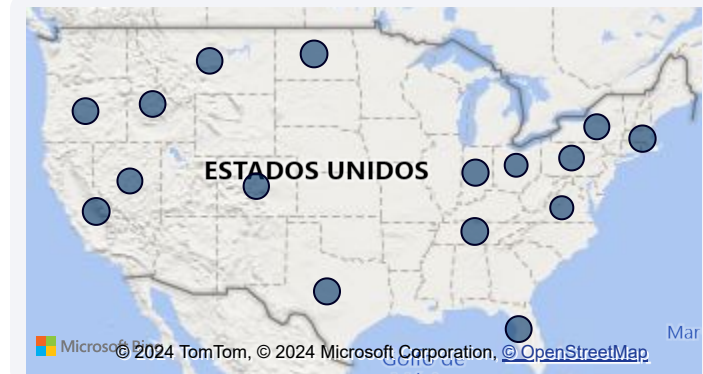 ESTADOS UNIDOS
Mar
Microsoft Bing
© 2024 TomTom, © 2024 Microsoft Corporation, © OpenStreetMap
Golfo de